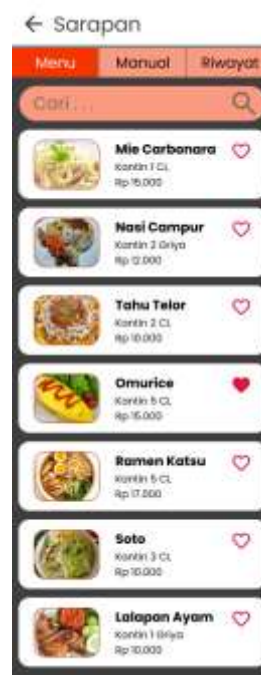 Sarapan
Menu Manual Riwayat
Cari . . .
Mie Carbonara
Kantin 1 CL
Rp 15.000
Nasi Campur
Kantin 2 Griya
Rp 12.000
Tahu Telor
Kantin 2 CL
Rp 10.000
Omurice
Kantin 5 CL
Rp 15.000
Ramen Katsu
Kantin 5 CL
Rp 17.000
Soto
Kantin 3 CL
Rp 10.000
Lalapan Ayam
Kantin 1 Griya
Rp 10.000